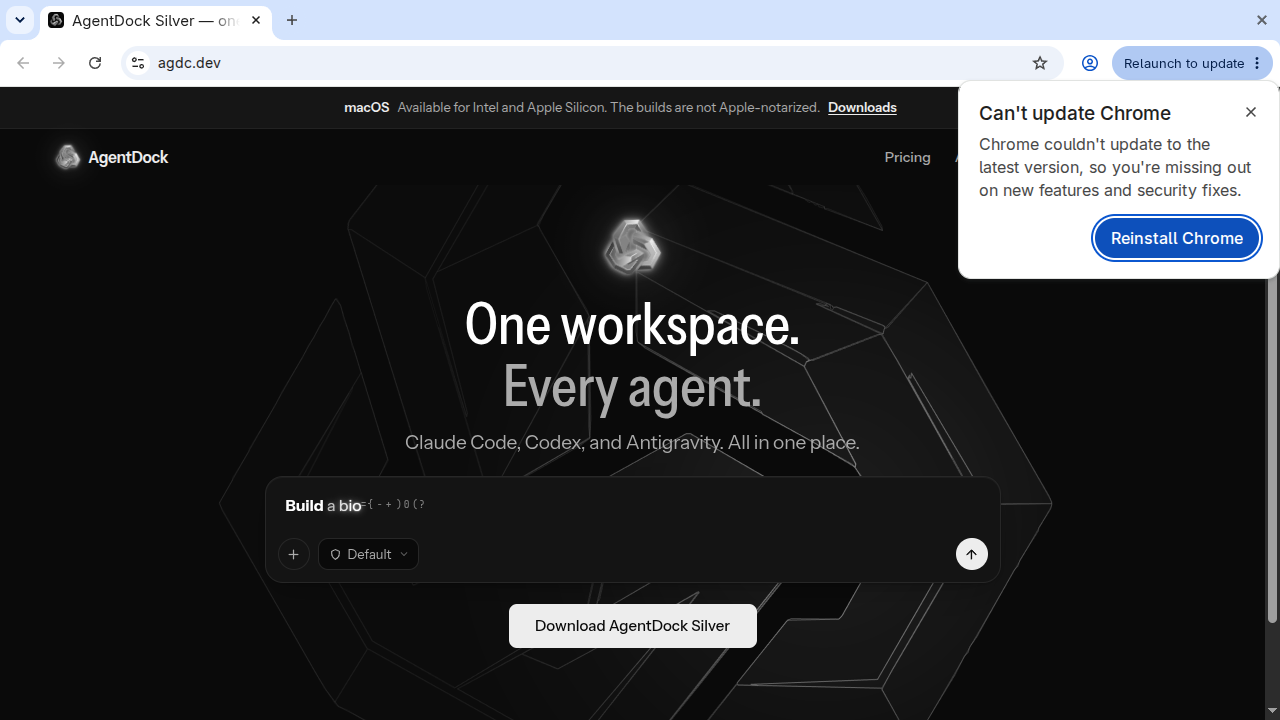 AgentDock Silver — one
agdc.dev
Relaunch to update
macOS Available for Intel and Apple Silicon. The builds are not Apple-notarized. Downloads
Can't update Chrome
Chrome couldn't update to the
latest version, so you're missing out
on new features and security fixes.
Reinstall Chrome
AgentDock
Pricing
One workspace.
Every agent.
Claude Code, Codex, and Antigravity. All in one place.
Build a bio={-+)0(?
Default
Download AgentDock Silver